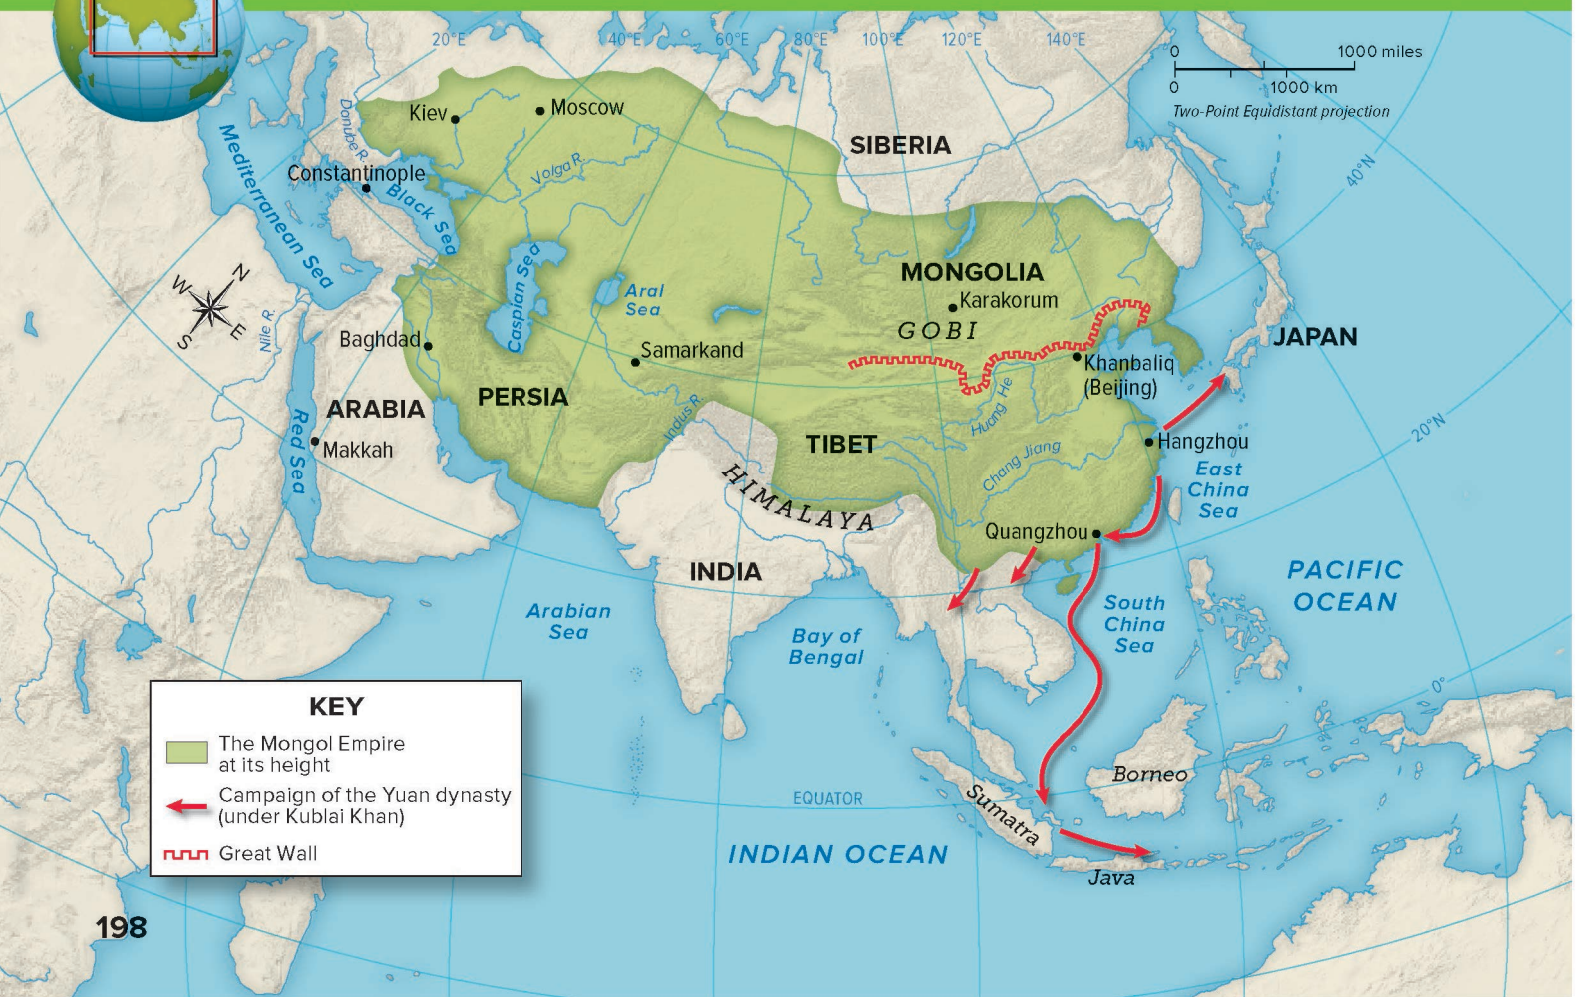 20°E
40°E
60°E
80°E
100°E
120°E
140°E
0
1000 miles
0
1000 km
Two-Point Equidistant projection
Kiev
Moscow
Danube R.
SIBERIA
Volga R.
40°N
Mediterranean Sea
Constantinople
Black Sea
N
W
E
S
Nile R.
Caspian Sea
Aral
Sea
MONGOLIA
Karakorum
GOBI
JAPAN
Baghdad
Samarkand
Khanbaliq
(Beijing)
PERSIA
ARABIA
Indus R.
Huang He
Red Sea
Makkah
TIBET
Chang Jiang
Hangzhou
20°N
East
China
Sea
HIMALAYA
Quangzhou
INDIA
PACIFIC
OCEAN
Arabian
Sea
Bay of
Bengal
South
China
Sea
0°
KEY
The Mongol Empire
at its height
Campaign of the Yuan dynasty
(under Kublai Khan)
Great Wall
EQUATOR
Sumatra
Borneo
INDIAN OCEAN
Java
198